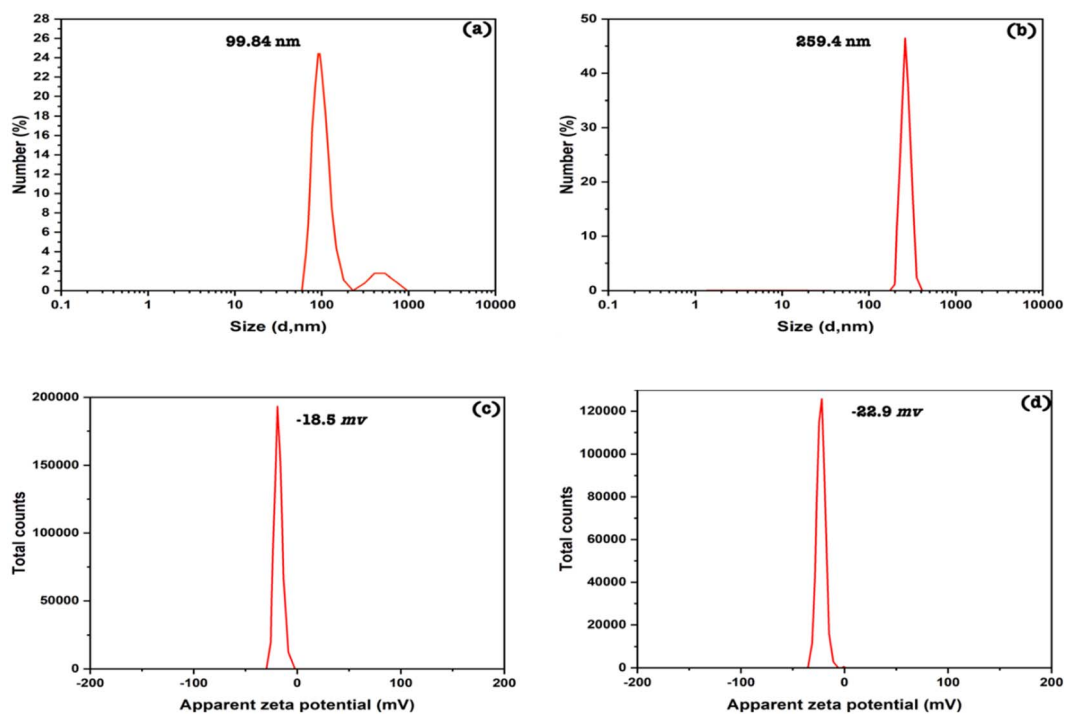 (a)
99.84 nm
28
26
24
22
20
18
16
14
12
10
8
6
4
2
0
Number (%)
0.1 1 10 100 1000 10000
Size (d,nm)
(b)
259.4 nm
50
40
30
20
10
0
Number (%)
0.1 1 10 100 1000 10000
Size (d,nm)
(c)
-18.5 mv
200000
150000
100000
50000
0
Total counts
-200 -100 0 100 200
Apparent zeta potential (mV)
(d)
-22.9 mv
120000
100000
80000
60000
40000
20000
0
Total counts
-200 -100 0 100 200
Apparent zeta potential (mV)